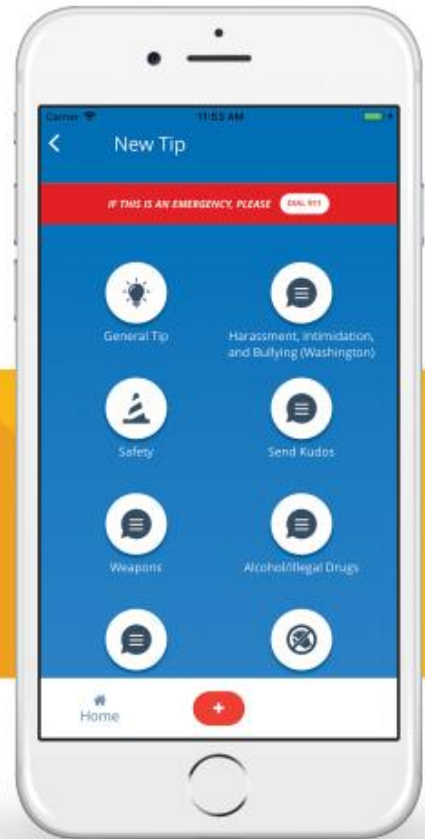 Carrier 11:53 AM
New Tip
IF THIS IS AN EMERGENCY, PLEASE DIAL 911
General Tip
Harassment, Intimidation,
and Bullying (Washington)
Safety
Send Kudos
Weapons
Alcohol/Illegal Drugs
Home